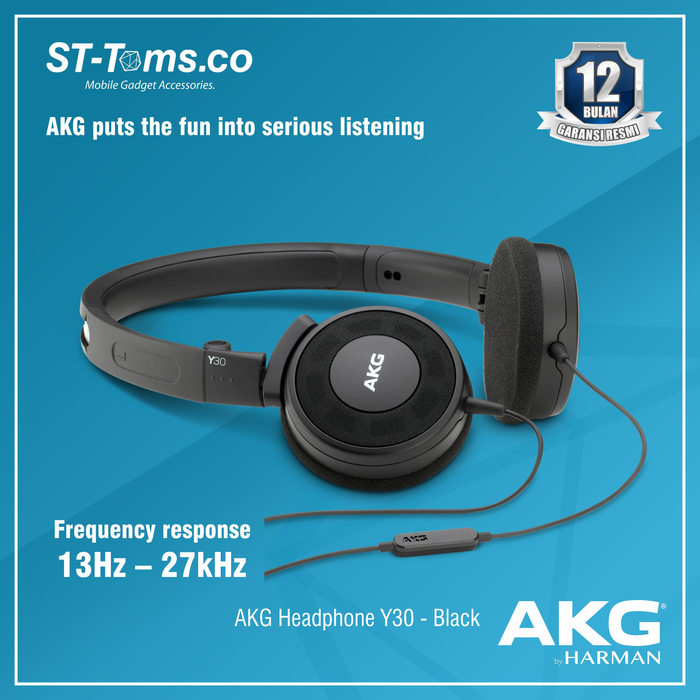 ST-Toms.co
Mobile Gadget Accessories.
12
BULAN
GARANSI RESMI
AKG puts the fun into serious listening
Y30
AKG
AKG
Frequency response
13Hz – 27kHz
AKG Headphone Y30 - Black
AKG®
by HARMAN